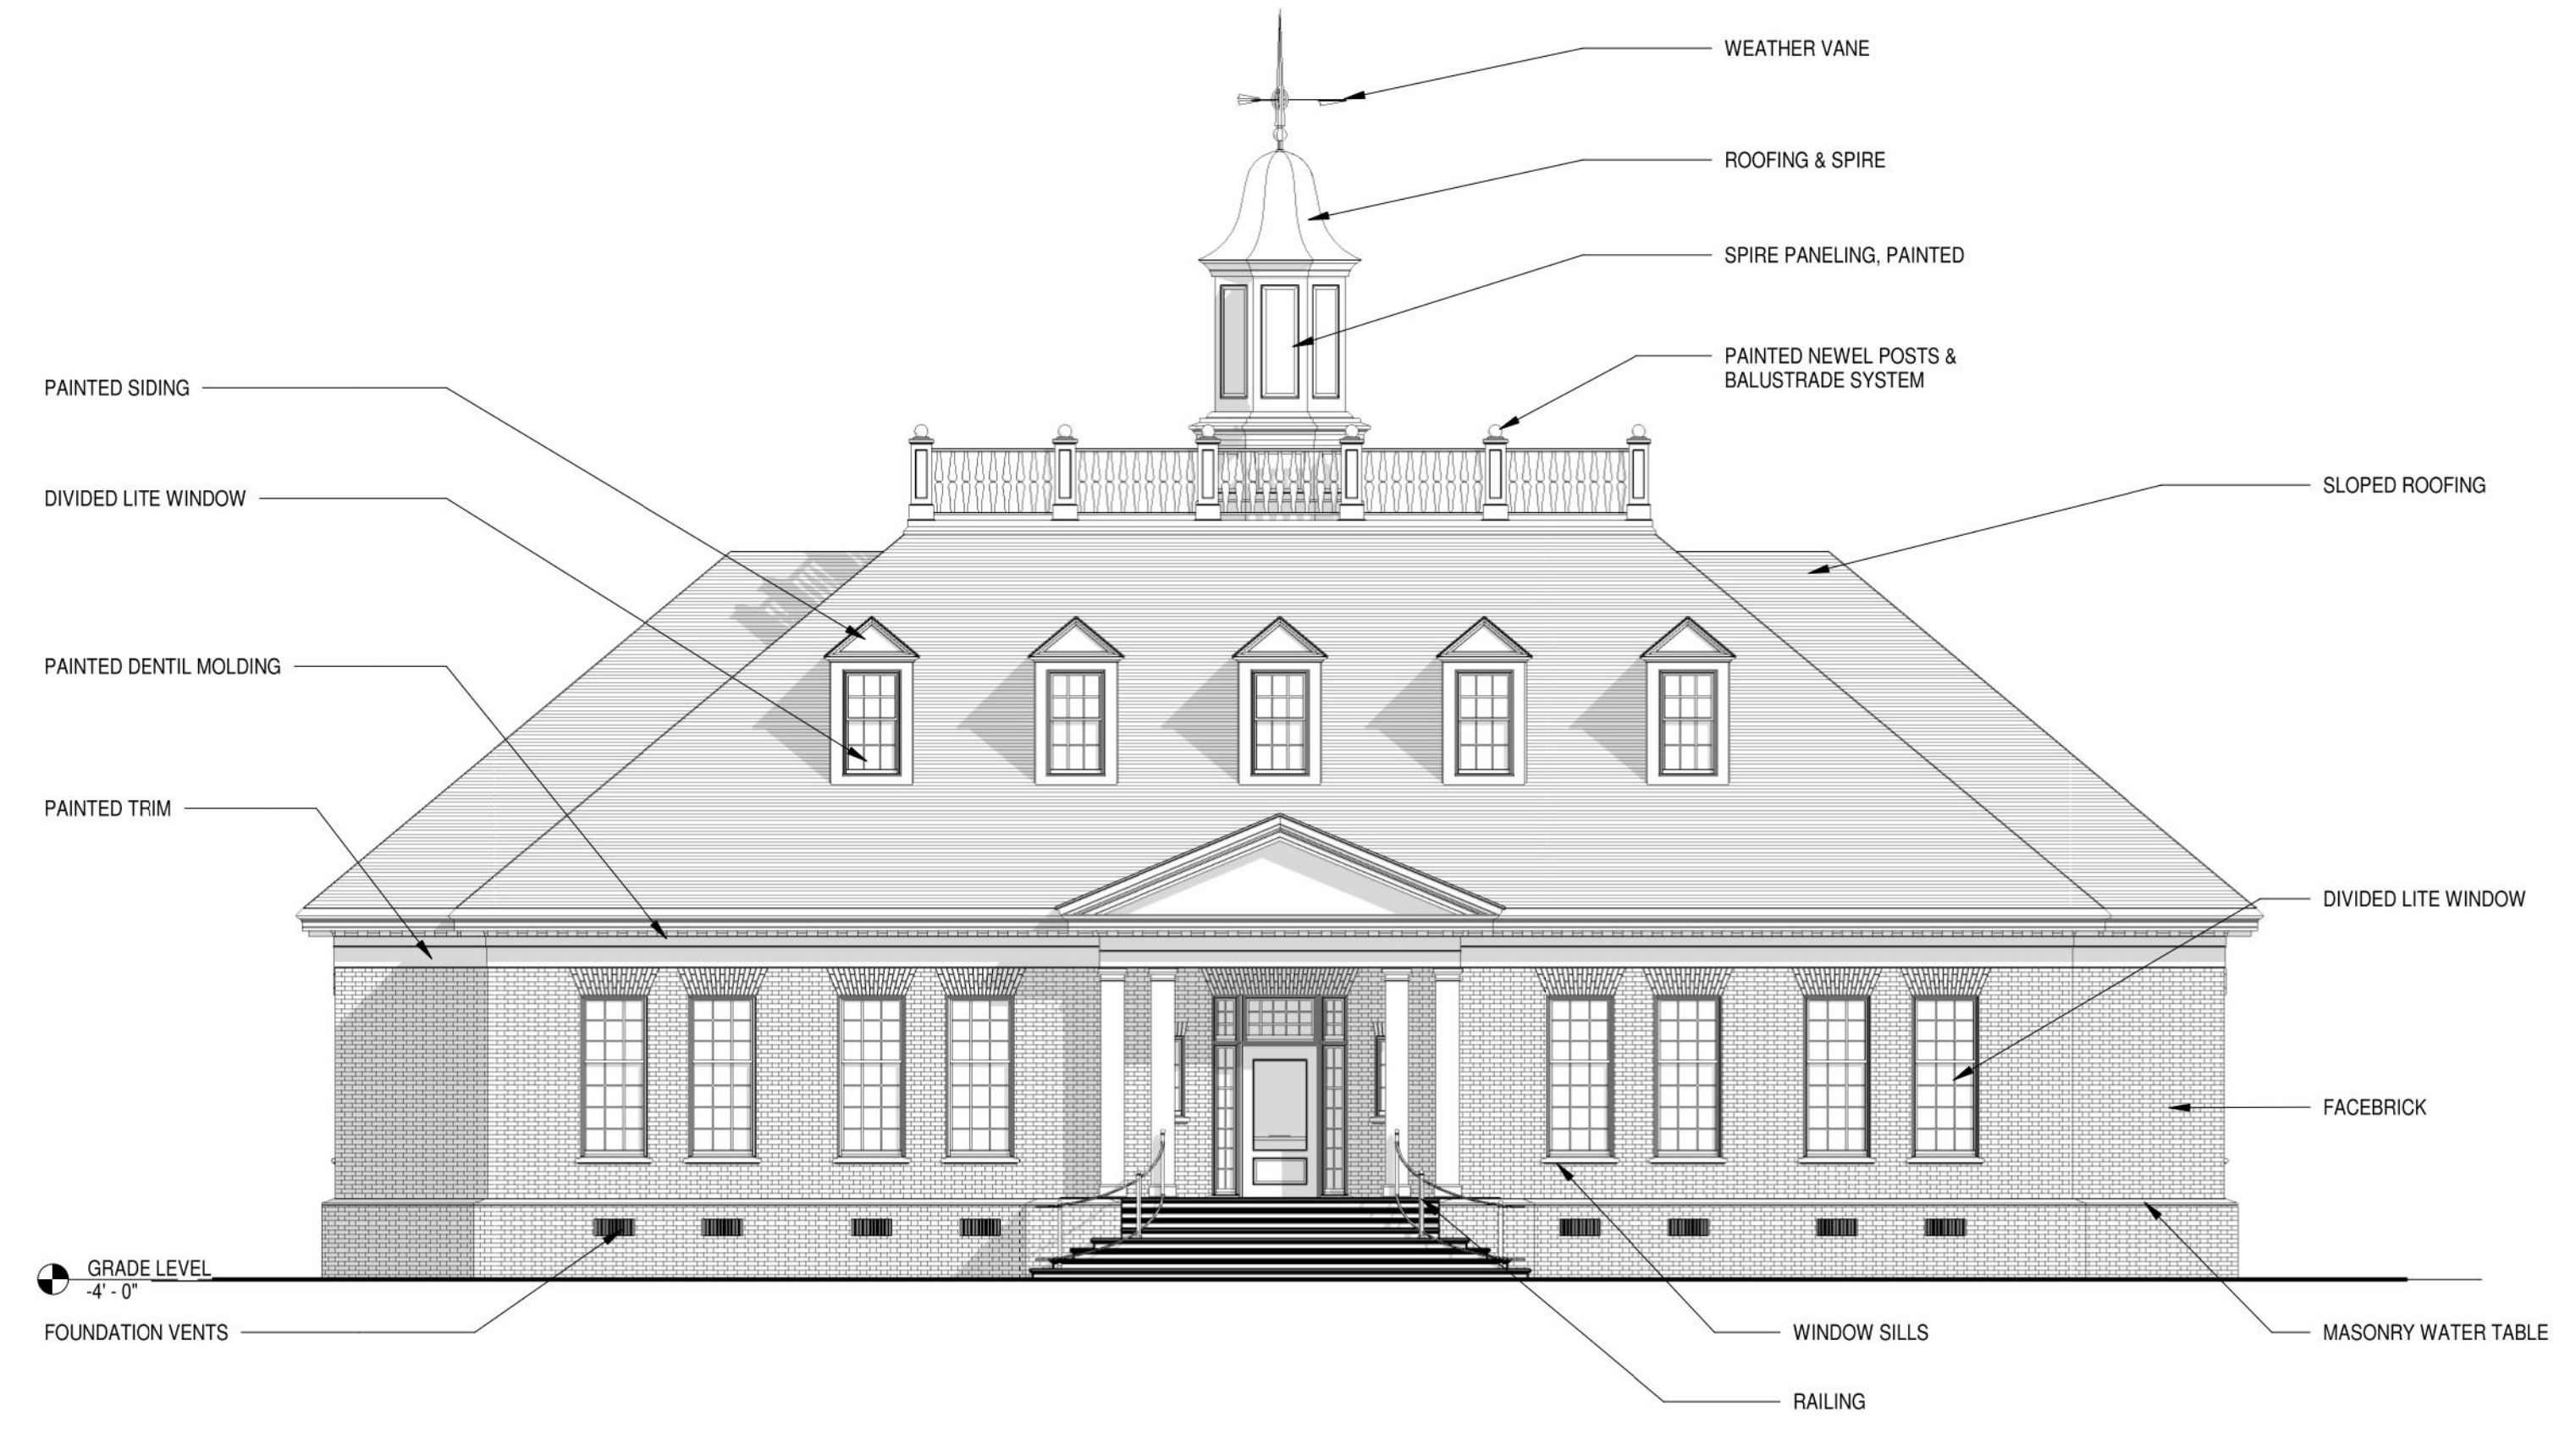 WEATHER VANE
ROOFING & SPIRE
SPIRE PANELING, PAINTED
PAINTED NEWEL POSTS &
BALUSTRADE SYSTEM
PAINTED SIDING
DIVIDED LITE WINDOW
SLOPED ROOFING
PAINTED DENTIL MOLDING
PAINTED TRIM
DIVIDED LITE WINDOW
FACEBRICK
GRADE LEVEL
-4' - 0"
FOUNDATION VENTS
WINDOW SILLS
MASONRY WATER TABLE
RAILING